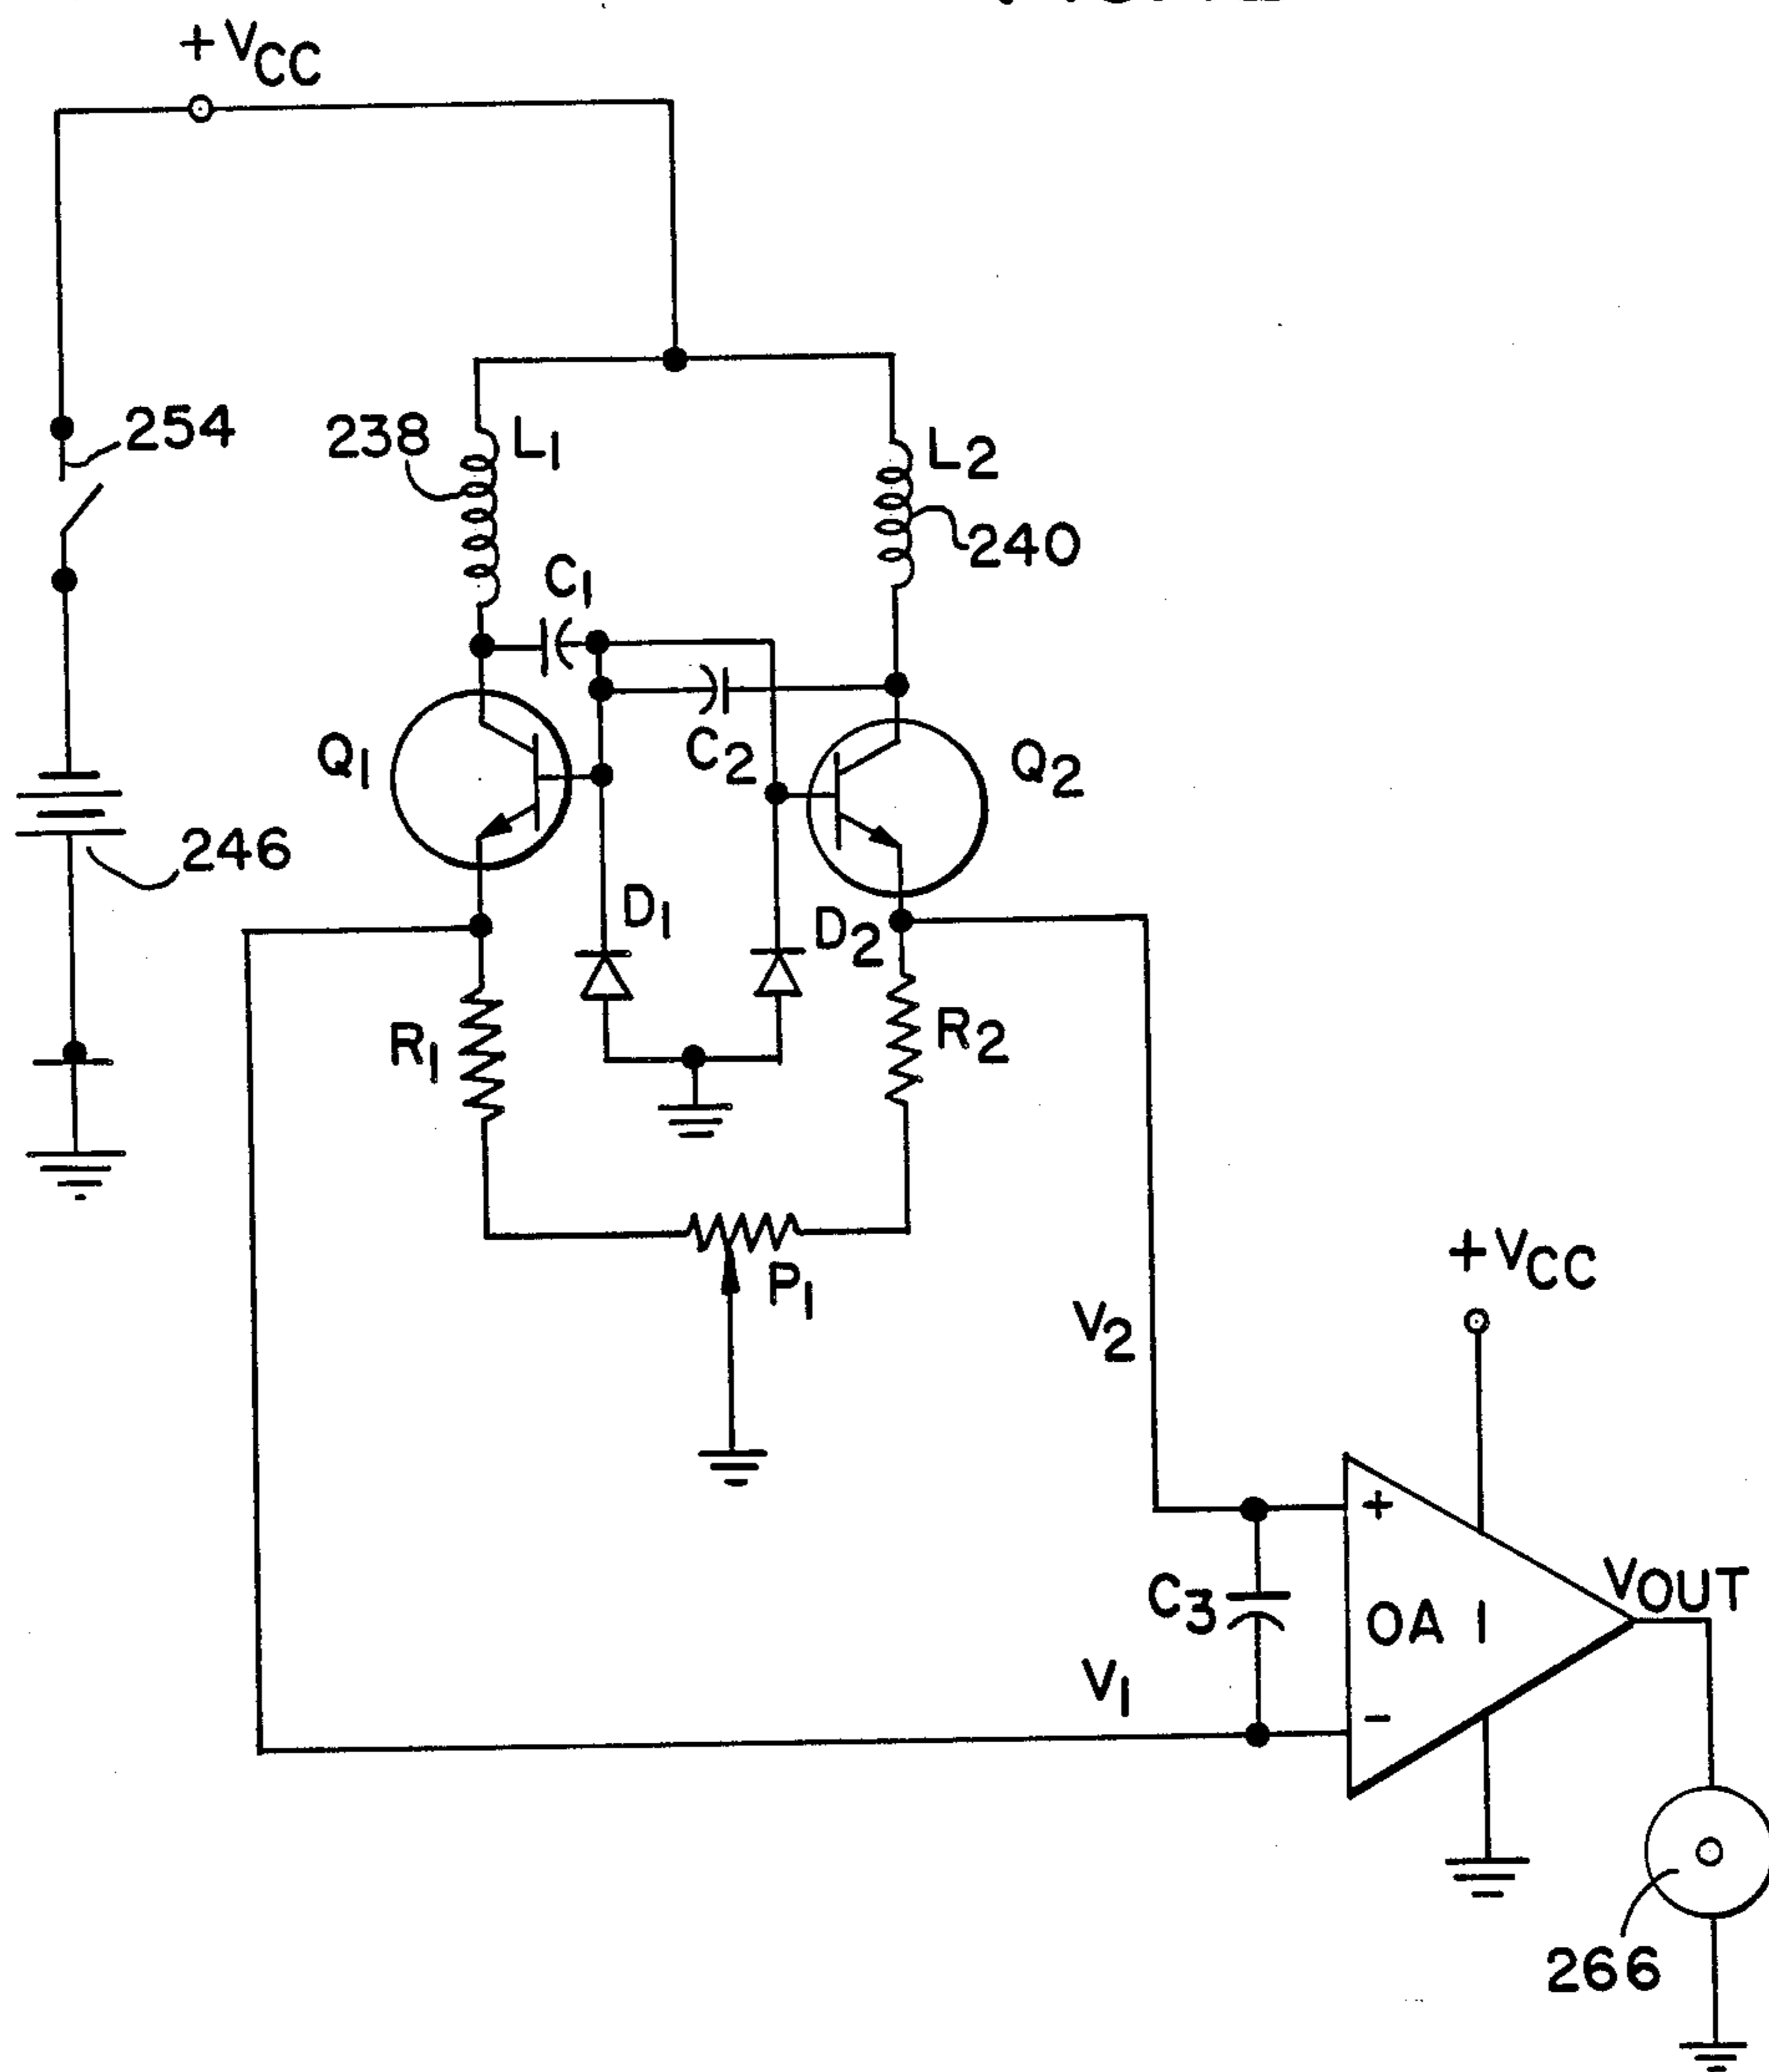 +VCC
254
238
L1
L2
240
C1
Q1
C2
Q2
246
D1
D2
R1
R2
P1
+VCC
V2
+
C3
OA 1
VOUT
V1
-
266